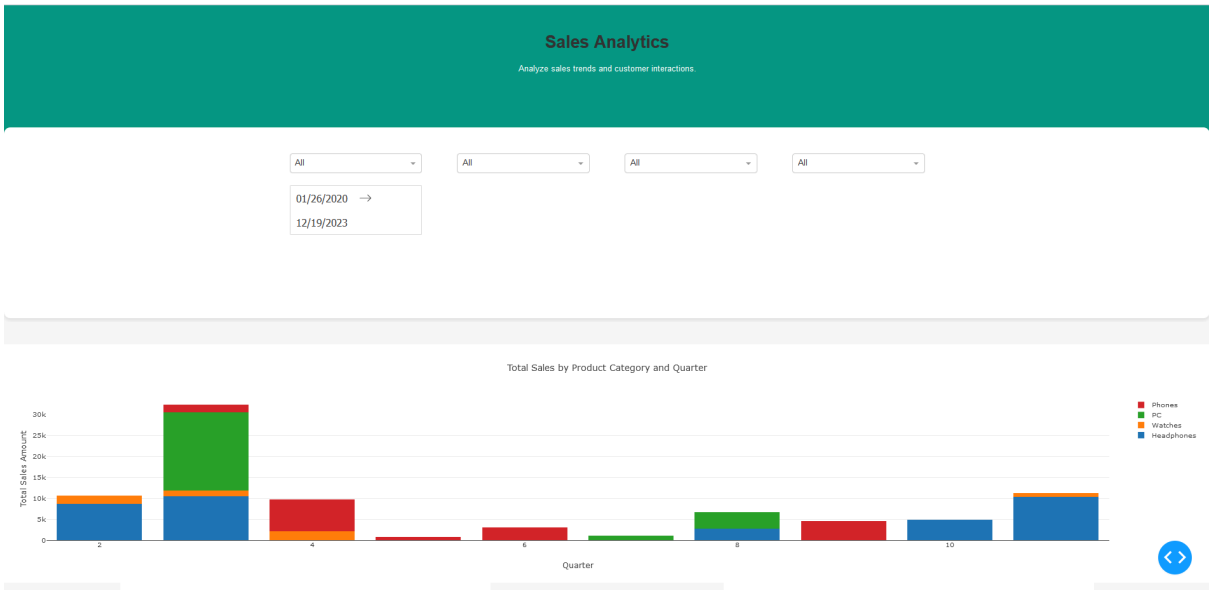 Sales Analytics
Analyze sales trends and customer interactions.
All
All
All
All
01/26/2020 →
12/19/2023
Total Sales by Product Category and Quarter
Total Sales Amount
30k
25k
20k
15k
10k
5k
0
2
4
6
8
10
Quarter
Phones
PC
Watches
Headphones